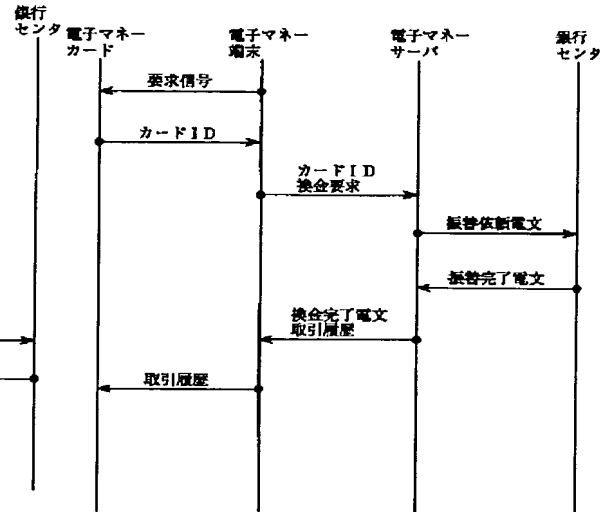 銀行
センタ
電子マネー
カード
電子マネー
端末
電子マネー
サーバ
銀行
センタ
要求信号
カードID
カードID
換金要求
振替依頼電文
振替完了電文
換金完了電文
取引履歴
取引履歴